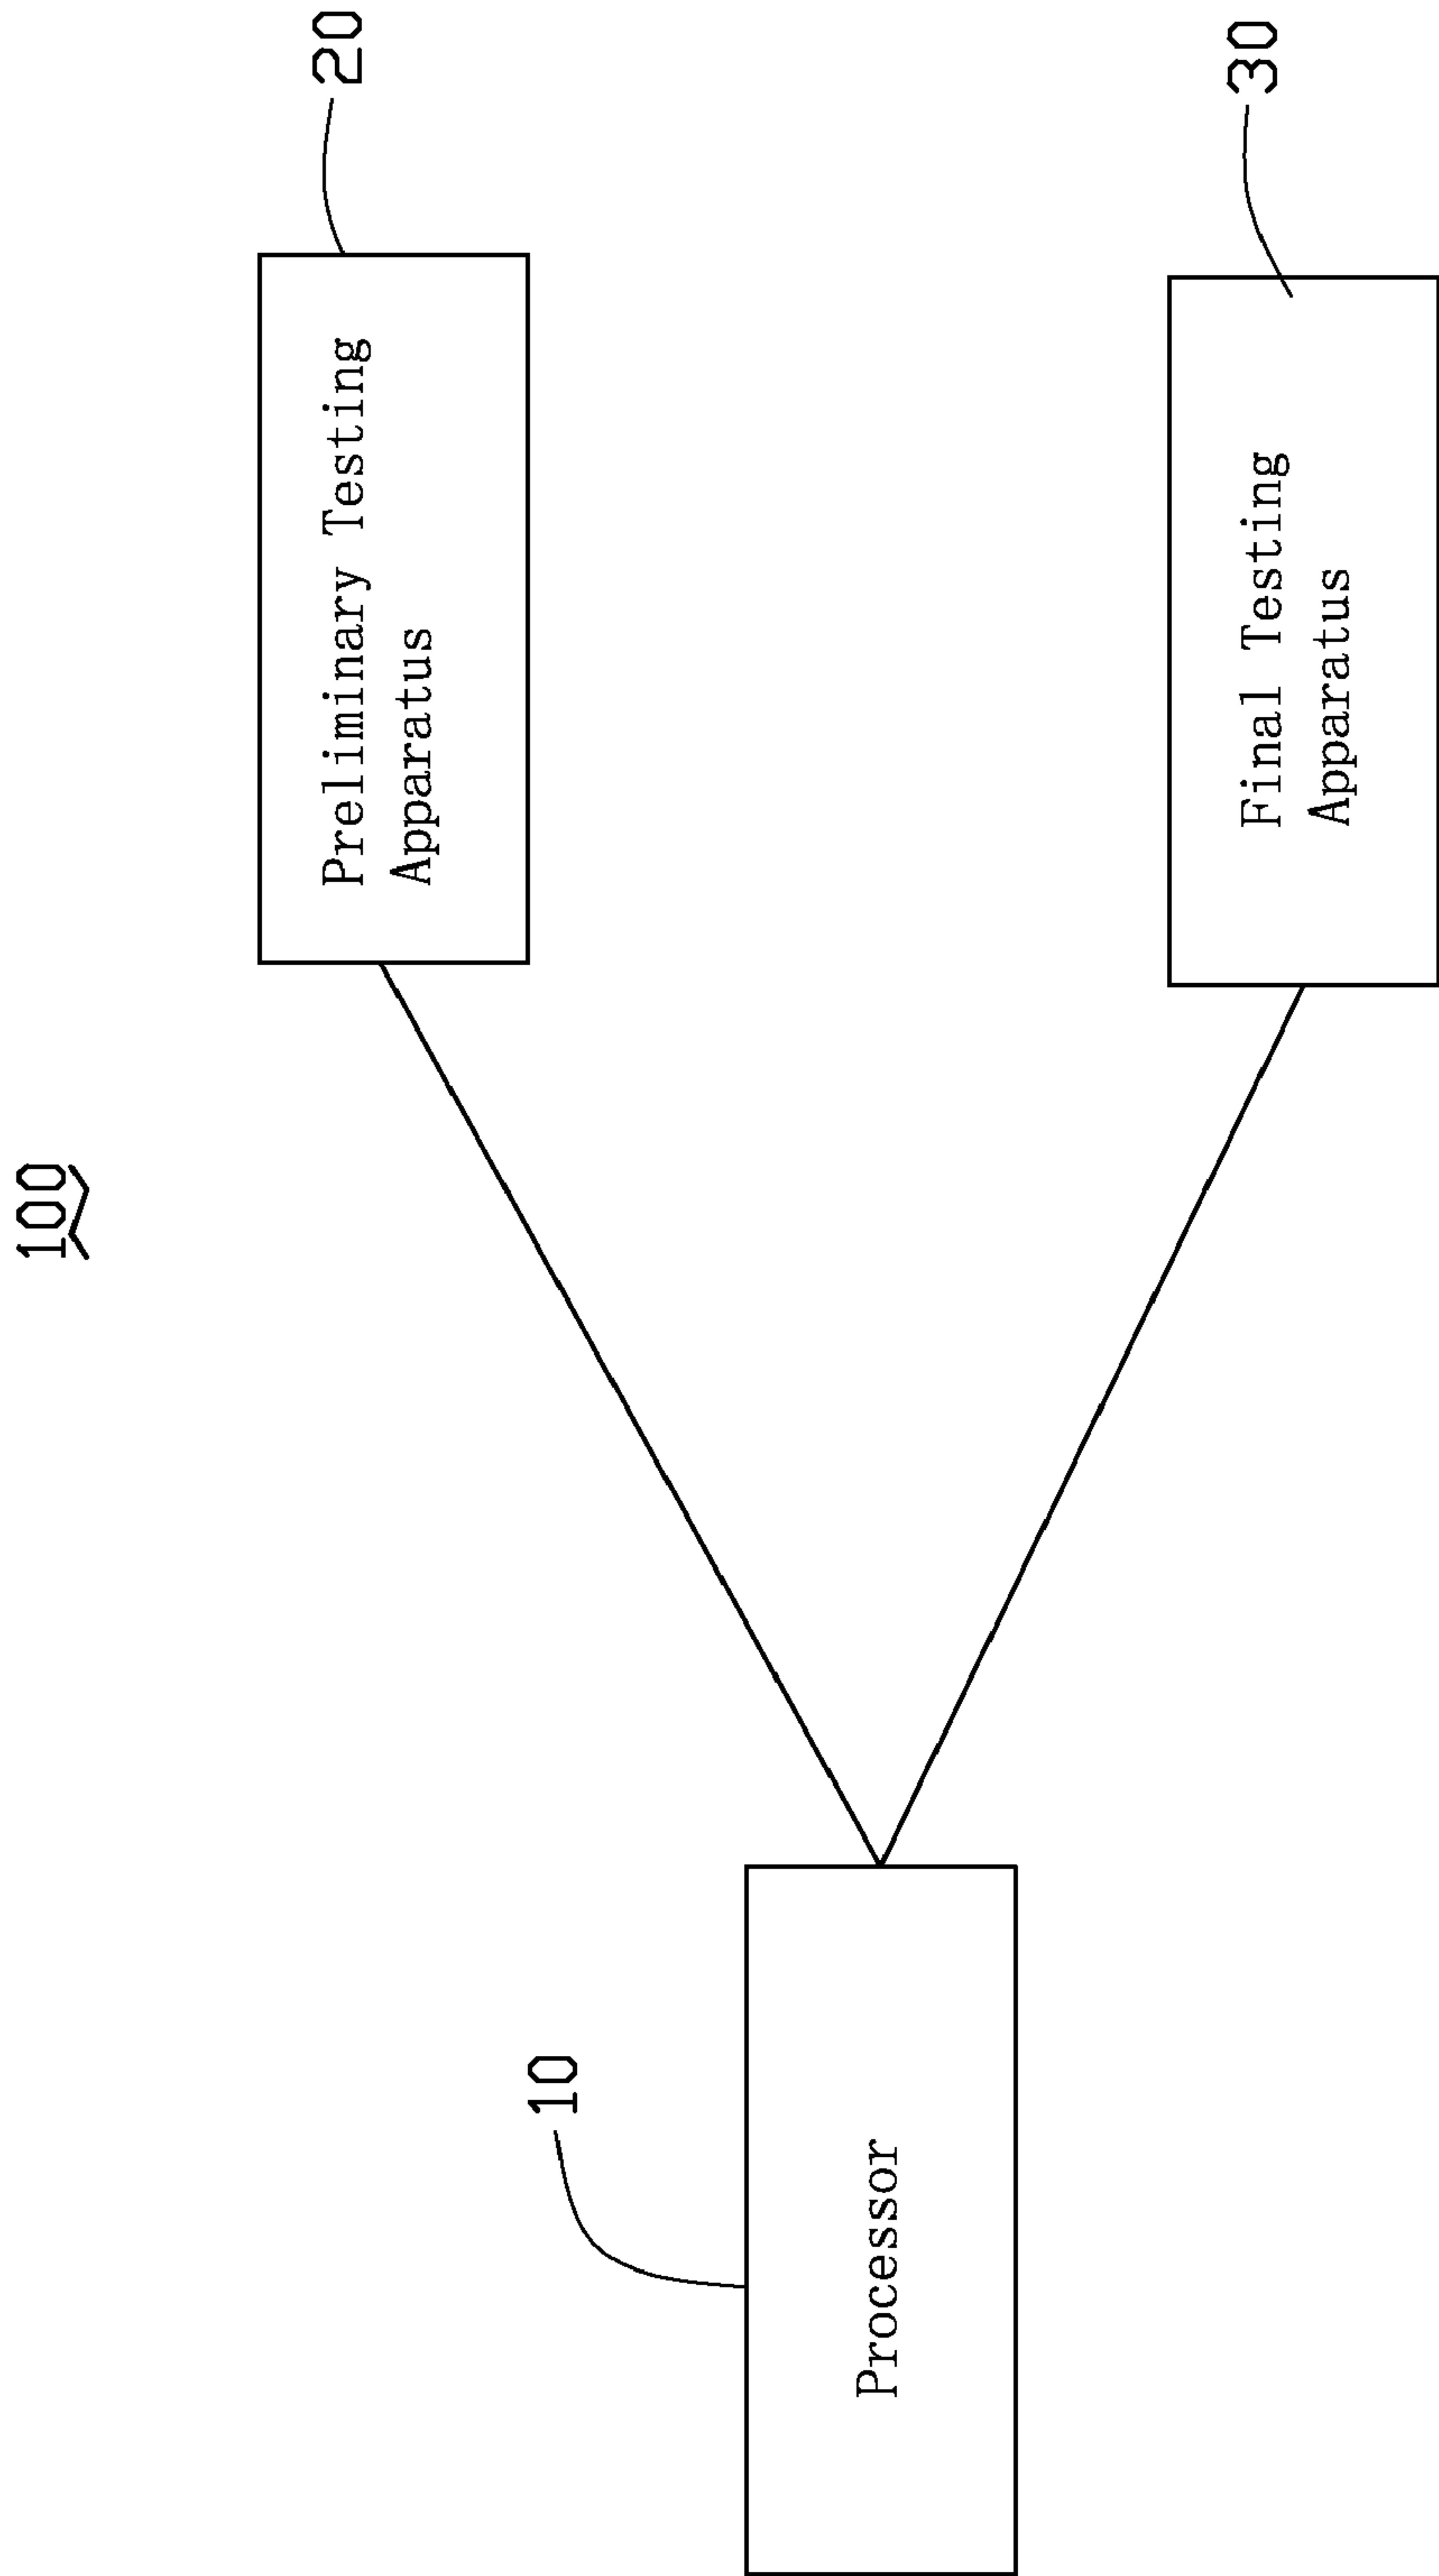 100
20
Preliminary Testing
Apparatus
10
Processor
30
Final Testing
Apparatus